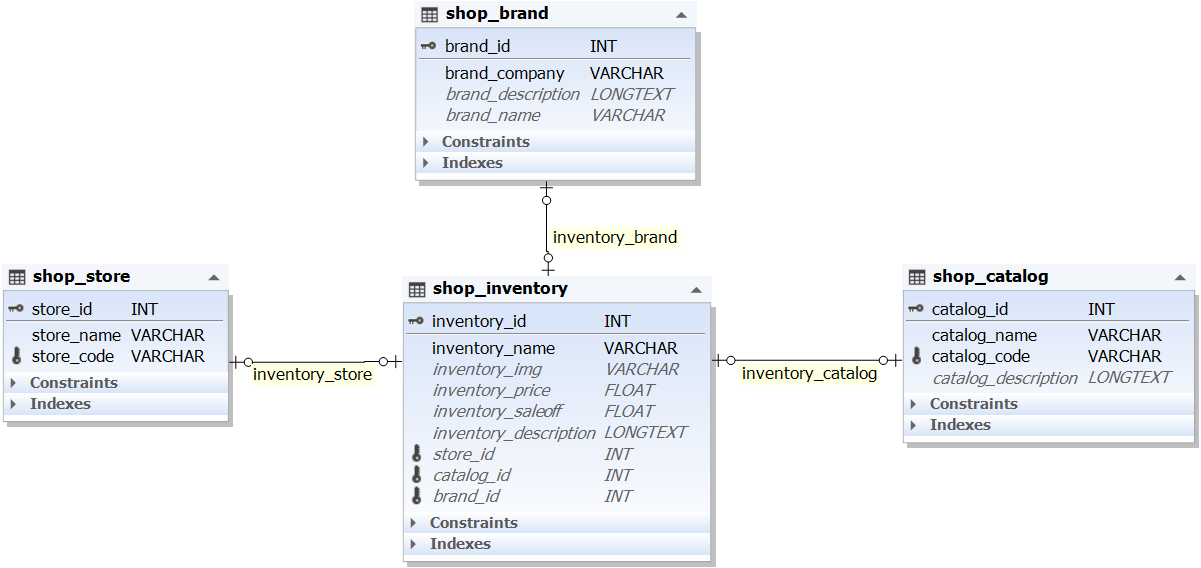 shop_brand
brand_id INT
brand_company VARCHAR
brand_description LONGTEXT
brand_name VARCHAR
Constraints
Indexes
inventory_brand
shop_store
store_id INT
store_name VARCHAR
store_code VARCHAR
Constraints
Indexes
inventory_store
shop_inventory
inventory_id INT
inventory_name VARCHAR
inventory_img VARCHAR
inventory_price FLOAT
inventory_saleoff FLOAT
inventory_description LONGTEXT
store_id INT
catalog_id INT
brand_id INT
Constraints
Indexes
inventory_catalog
shop_catalog
catalog_id INT
catalog_name VARCHAR
catalog_code VARCHAR
catalog_description LONGTEXT
Constraints
Indexes